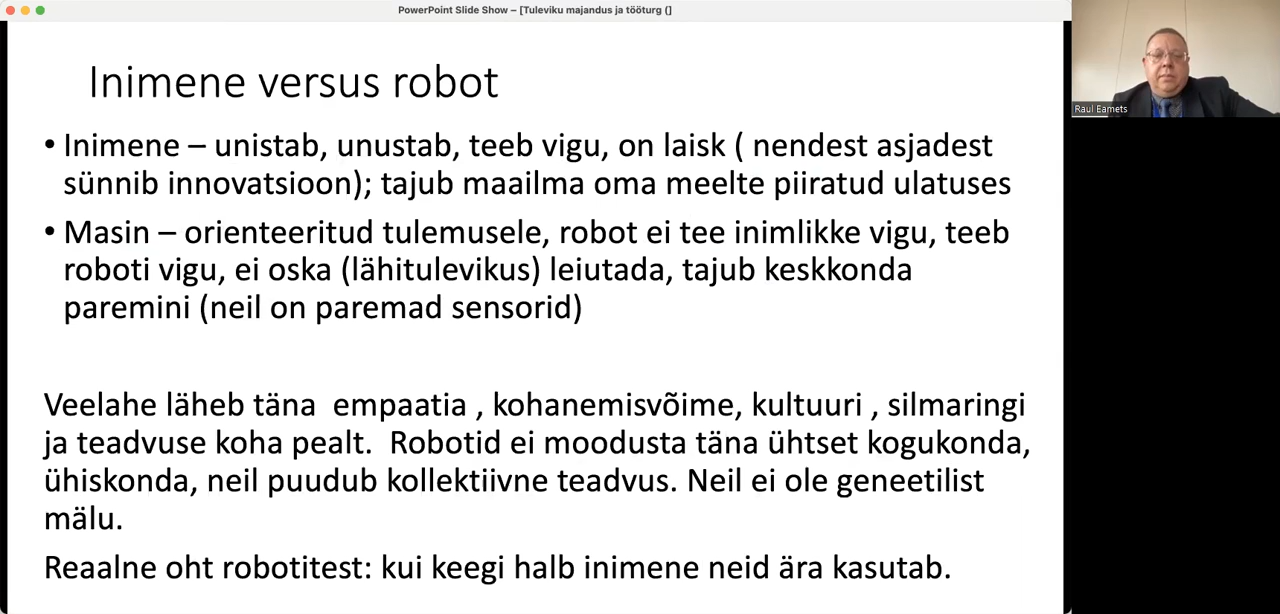 PowerPoint Slide Show – [Tuleviku majandus ja tööturg (]
Inimene versus robot
• Inimene – unistab, unustab, teeb vigu, on laisk ( nendest asjadest
sünnib innovatsioon); tajub maailma oma meelte piiratud ulatuses
• Masin – orienteeritud tulemusele, robot ei tee inimlikke vigu, teeb
roboti vigu, ei oska (lähitulevikus) leiutada, tajub keskkonda
paremini (neil on paremad sensorid)
Veelahe läheb täna  empaatia , kohanemisvõime, kultuuri , silmaringi
ja teadvuse koha pealt.  Robotid ei moodusta täna ühtset kogukonda,
ühiskonda, neil puudub kollektiivne teadvus. Neil ei ole geneetilist
mälu.
Reaalne oht robotitest: kui keegi halb inimene neid ära kasutab.
Raul Eamets